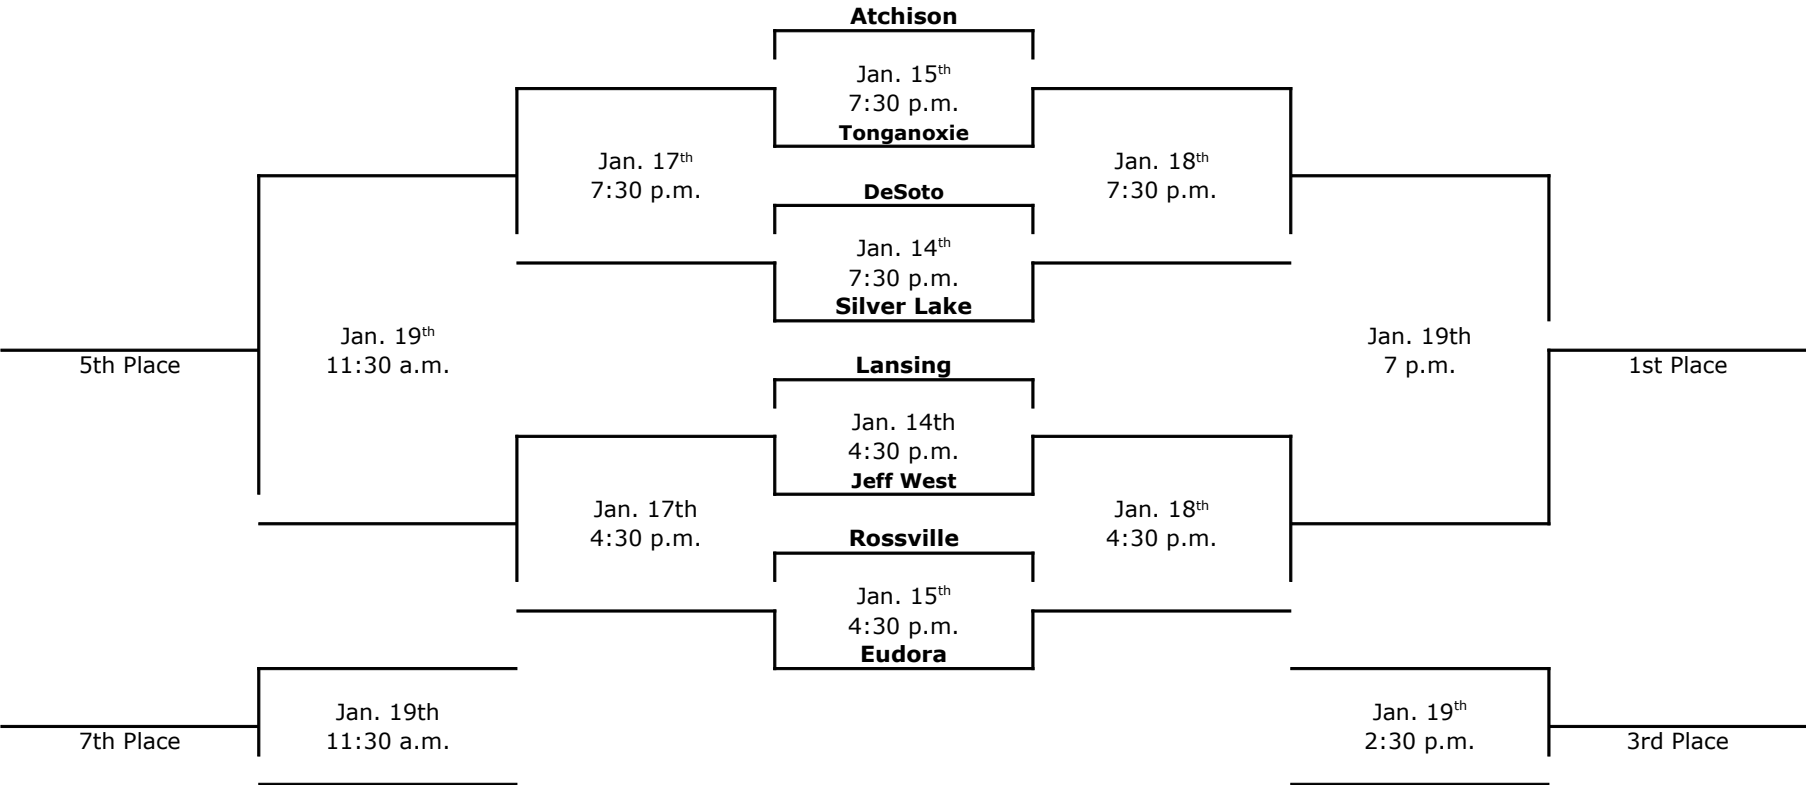 Atchison
Jan. 15th
7:30 p.m.
Tonganoxie
Jan. 17th
7:30 p.m.
Jan. 18th
7:30 p.m.
DeSoto
Jan. 14th
7:30 p.m.
Silver Lake
Jan. 19th
11:30 a.m.
5th Place
Jan. 19th
7 p.m.
1st Place
Lansing
Jan. 14th
4:30 p.m.
Jeff West
Jan. 17th
4:30 p.m.
Jan. 18th
4:30 p.m.
Rossville
Jan. 15th
4:30 p.m.
Eudora
Jan. 19th
11:30 a.m.
7th Place
Jan. 19th
2:30 p.m.
3rd Place